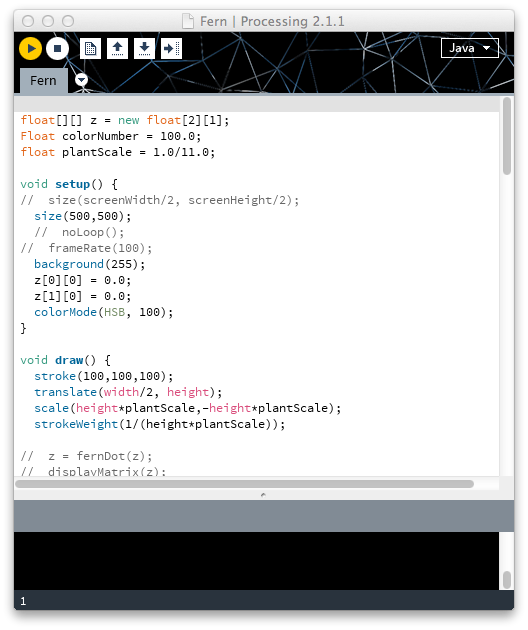 Fern | Processing 2.1.1
Java
Fern
float[][] z = new float[2][1];
Float colorNumber = 100.0;
float plantScale = 1.0/11.0;

void setup() {
//  size(screenWidth/2, screenHeight/2);
  size(500,500);
  //  noLoop();
//  frameRate(100);
  background(255);
  z[0][0] = 0.0;
  z[1][0] = 0.0;
  colorMode(HSB, 100);
}

void draw() {
  stroke(100,100,100);
  translate(width/2, height);
  scale(height*plantScale,-height*plantScale);
  strokeWeight(1/(height*plantScale));

//  z = fernDot(z);
//  displayMatrix(z);
1